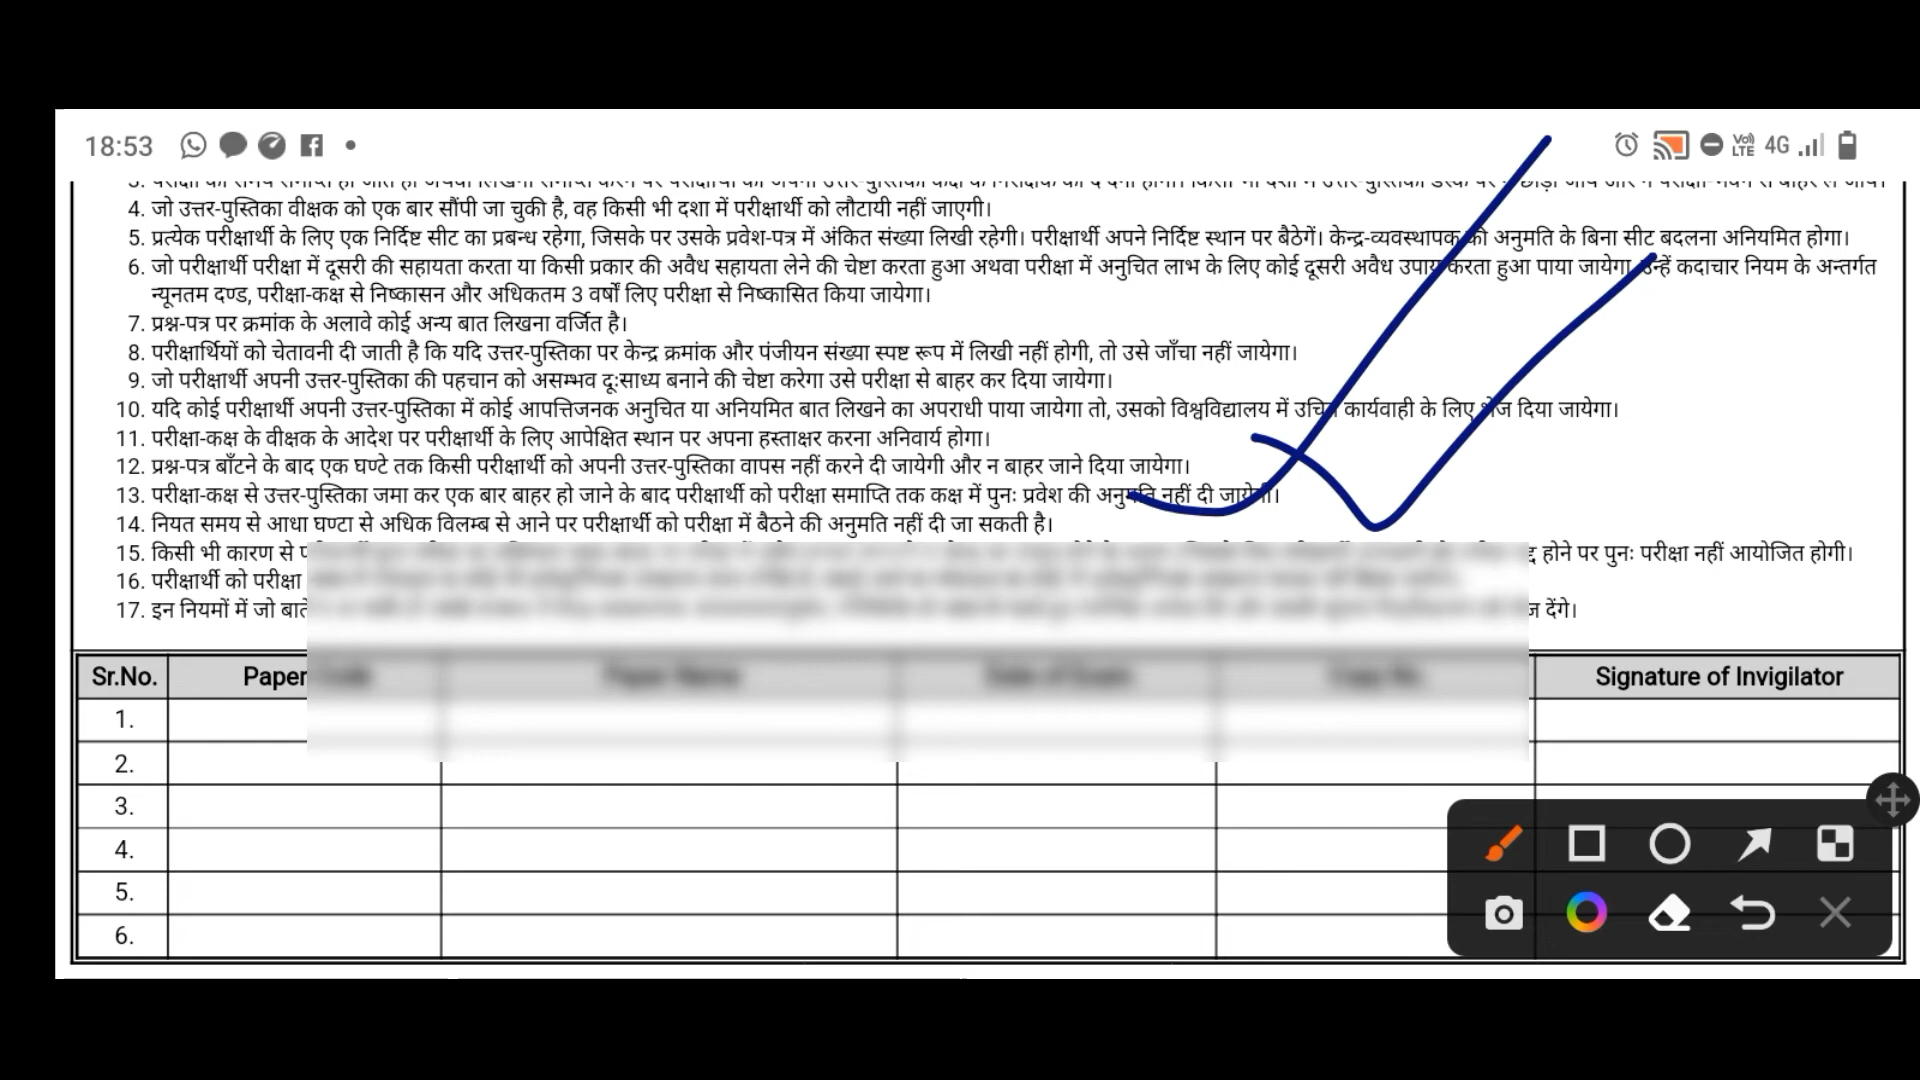 18:53 VoLTE 4G
4. जो उत्तर-पुस्तिका वीक्षक को एक बार सौंपी जा चुकी है, वह किसी भी दशा में परीक्षार्थी को लौटायी नहीं जाएगी।
5. प्रत्येक परीक्षार्थी के लिए एक निर्दिष्ट सीट का प्रबन्ध रहेगा, जिसके पर उसके प्रवेश-पत्र में अंकित संख्या लिखी रहेगी। परीक्षार्थी अपने निर्दिष्ट स्थान पर बैठेगें। केन्द्र-व्यवस्थापक की अनुमति के बिना सीट बदलना अनियमित होगा।
6. जो परीक्षार्थी परीक्षा में दूसरी की सहायता करता या किसी प्रकार की अवैध सहायता लेने की चेष्टा करता हुआ अथवा परीक्षा में अनुचित लाभ के लिए कोई दूसरी अवैध उपाय करता हुआ पाया जायेगा, उन्हें कदाचार नियम के अन्तर्गत
न्यूनतम दण्ड, परीक्षा-कक्ष से निष्कासन और अधिकतम 3 वर्षों लिए परीक्षा से निष्कासित किया जायेगा।
7. प्रश्न-पत्र पर क्रमांक के अलावे कोई अन्य बात लिखना वर्जित है।
8. परीक्षार्थियों को चेतावनी दी जाती है कि यदि उत्तर-पुस्तिका पर केन्द्र क्रमांक और पंजीयन संख्या स्पष्ट रूप में लिखी नहीं होगी, तो उसे जाँचा नहीं जायेगा।
9. जो परीक्षार्थी अपनी उत्तर-पुस्तिका की पहचान को असम्भव दू:साध्य बनाने की चेष्टा करेगा उसे परीक्षा से बाहर कर दिया जायेगा।
10. यदि कोई परीक्षार्थी अपनी उत्तर-पुस्तिका में कोई आपत्तिजनक अनुचित या अनियमित बात लिखने का अपराधी पाया जायेगा तो, उसको विश्वविद्यालय में उचित कार्यवाही के लिए भेज दिया जायेगा।
11. परीक्षा-कक्ष के वीक्षक के आदेश पर परीक्षार्थी के लिए आपेक्षित स्थान पर अपना हस्ताक्षर करना अनिवार्य होगा।
12. प्रश्न-पत्र बाँटने के बाद एक घण्टे तक किसी परीक्षार्थी को अपनी उत्तर-पुस्तिका वापस नहीं करने दी जायेगी और न बाहर जाने दिया जायेगा।
13. परीक्षा-कक्ष से उत्तर-पुस्तिका जमा कर एक बार बाहर हो जाने के बाद परीक्षार्थी को परीक्षा समाप्ति तक कक्ष में पुनः प्रवेश की अनुमति नहीं दी जायेगी।
14. नियत समय से आधा घण्टा से अधिक विलम्ब से आने पर परीक्षार्थी को परीक्षा में बैठने की अनुमति नहीं दी जा सकती है।
15. किसी भी कारण से होने पर पुनः परीक्षा नहीं आयोजित होगी।
16. परीक्षार्थी को परीक्षा
17. इन नियमों में जो देंगे।
Sr.No. Paper Code Paper Name Date of Exam Copy No. Signature of Invigilator
1.
2.
3.
4.
5.
6.